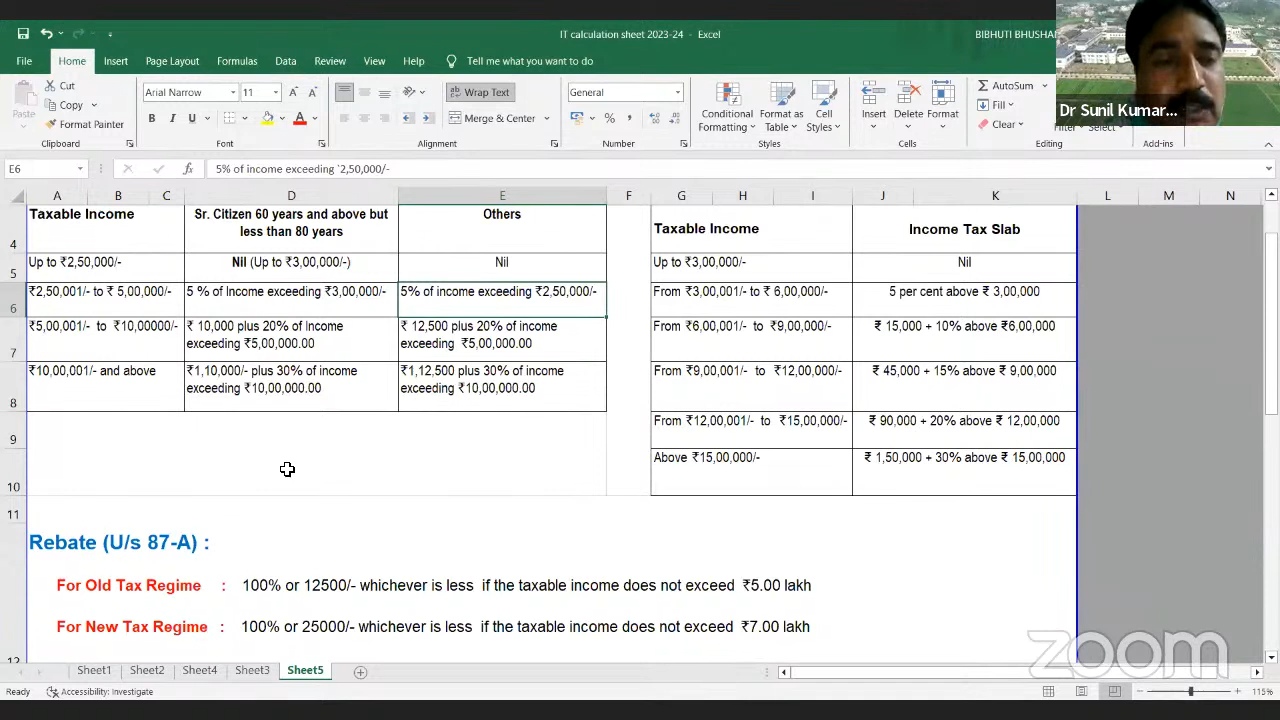 IT calculation sheet 2023-24 - Excel
BIBHUTI BHUSHAN
File Home Insert Page Layout Formulas Data Review View Help Tell me what you want to do
Dr Sunil Kumar...
Paste
Cut
Copy
Format Painter
Clipboard
Arial Narrow 11
B I U
Font
Wrap Text
Merge & Center
Alignment
General
Number
Conditional Formatting
Format as Table
Cell Styles
Styles
Insert Delete Format
Cells
AutoSum
Fill
Clear
Filter Select
Editing
Add-ins
E6
fx 5% of income exceeding `2,50,000/-
A B C D E F G H I J K L M N
4 5 6 7 8 9 10 11 12
Taxable Income
Sr. Citizen 60 years and above but
less than 80 years
Others
Up to ₹2,50,000/-
Nil (Up to ₹3,00,000/-)
Nil
₹2,50,001/- to ₹ 5,00,000/-
5 % of Income exceeding ₹3,00,000/-
5% of income exceeding ₹2,50,000/-
₹5,00,001/- to ₹10,00000/-
₹ 10,000 plus 20% of Income
exceeding ₹5,00,000.00
₹ 12,500 plus 20% of income
exceeding ₹5,00,000.00
₹10,00,001/- and above
₹1,10,000/- plus 30% of income
exceeding ₹10,00,000.00
₹1,12,500 plus 30% of income
exceeding ₹10,00,000.00
Taxable Income
Income Tax Slab
Up to ₹3,00,000/-
Nil
From ₹3,00,001/- to ₹ 6,00,000/-
5 per cent above ₹ 3,00,000
From ₹6,00,001/- to ₹9,00,000/-
₹ 15,000 + 10% above ₹6,00,000
From ₹9,00,001/- to ₹12,00,000/-
₹ 45,000 + 15% above ₹ 9,00,000
From ₹12,00,001/- to ₹15,00,000/-
₹ 90,000 + 20% above ₹ 12,00,000
Above ₹15,00,000/-
₹ 1,50,000 + 30% above ₹ 15,00,000
Rebate (U/s 87-A) :
For Old Tax Regime : 100% or 12500/- whichever is less if the taxable income does not exceed ₹5.00 lakh
For New Tax Regime : 100% or 25000/- whichever is less if the taxable income does not exceed ₹7.00 lakh
zoom
Sheet1 Sheet2 Sheet4 Sheet3 Sheet5
Ready Accessibility: Investigate
115%